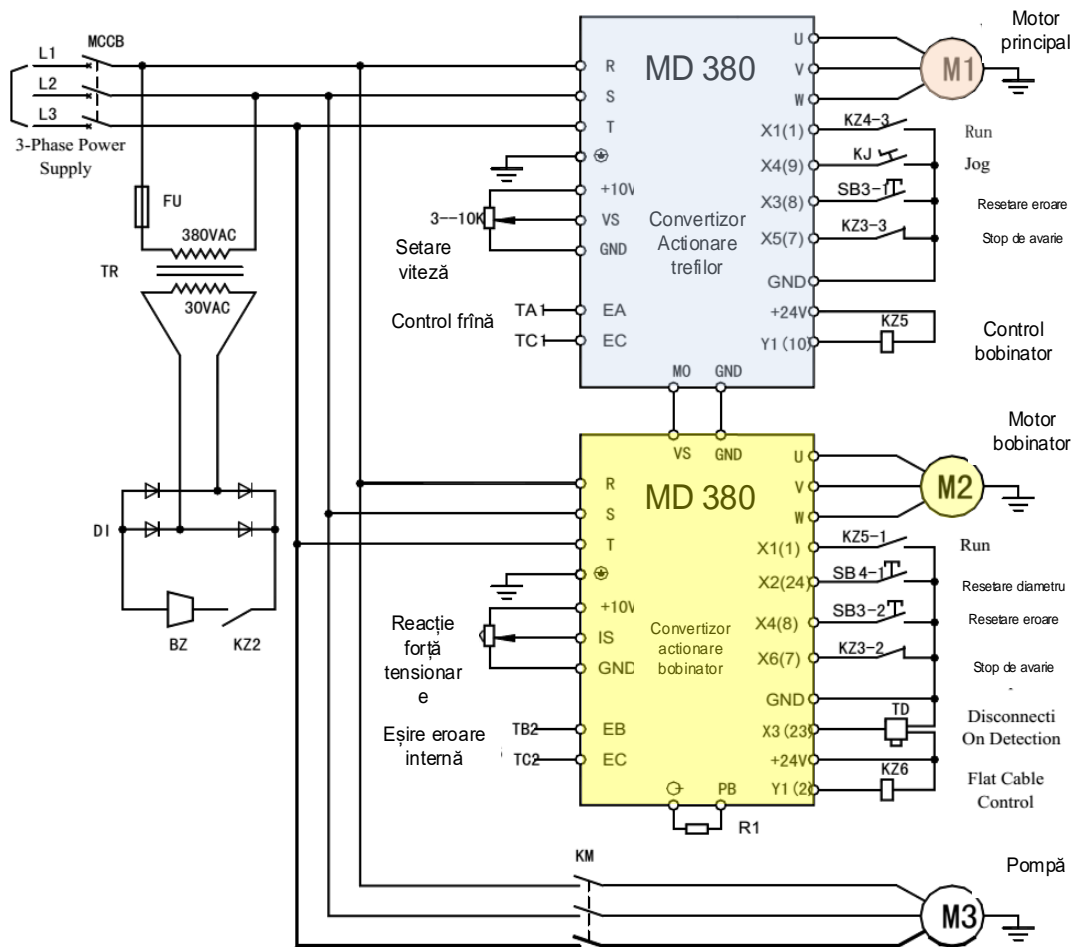 L1
L2
L3
MCCB
3-Phase Power
Supply
FU
380VAC
TR
30VAC
DI
BZ
KZ2
MD 380
R
S
T
+10V
VS
GND
EA
EC
Convertizor
Actionare
trefilor
3--10K
Setare
viteză
Control frînă
TA1
TC1
U
V
W
X1(1)
X4(9)
X3(8)
X5(7)
GND
+24V
Y1(10)
MO
GND
Motor
principal
M1
KZ4-3
Run
KJ
Jog
SB3-1
Resetare eroare
KZ3-3
Stop de avarie
KZ5
Control
bobinator
VS
GND
MD 380
R
S
T
+10V
IS
GND
EB
EC
Convertizor
actionare
bobinator
Reacție
forță
tensionar
e
Eșire eroare
internă
TB2
TC2
U
V
W
X1(1)
X2(24)
X4(8)
X6(7)
GND
X3(23)
+24V
Y1(2)
PB
R1
Motor
bobinator
M2
KZ5-1
Run
SB4-1
Resetare diametru
SB3-2
Resetare eroare
KZ3-2
Stop de avarie
-
TD
Disconnecti
On Detection
KZ6
Flat Cable
Control
KM
Pompă
M3